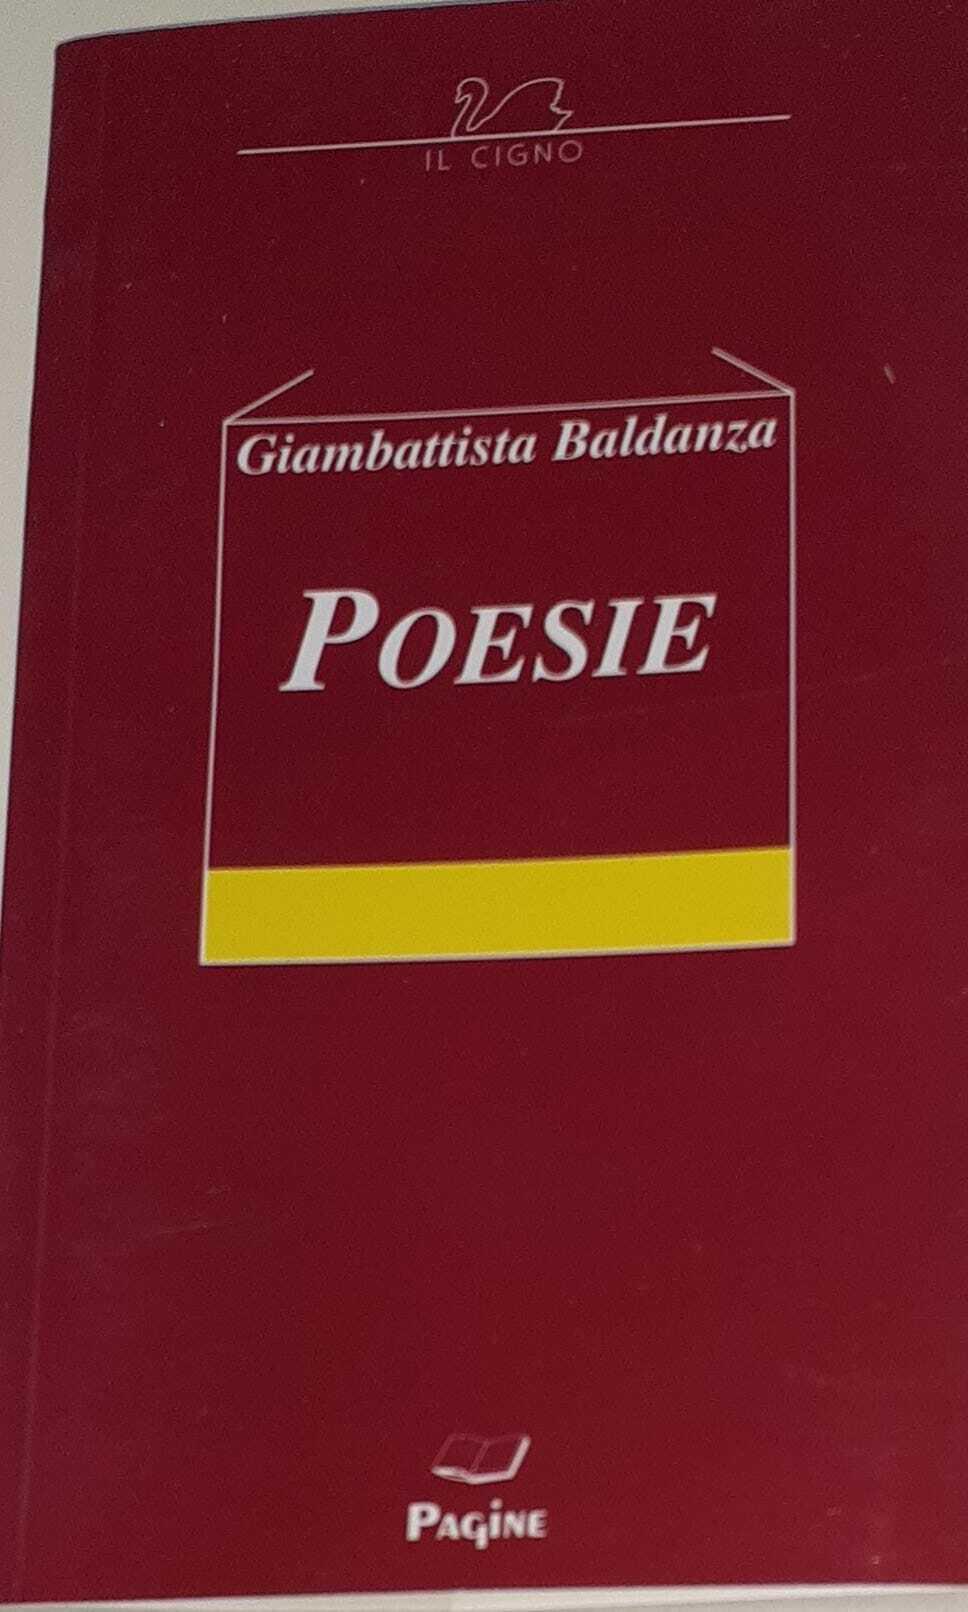 IL CIGNO
Giambattista Baldanza
POESIE
PAGINE